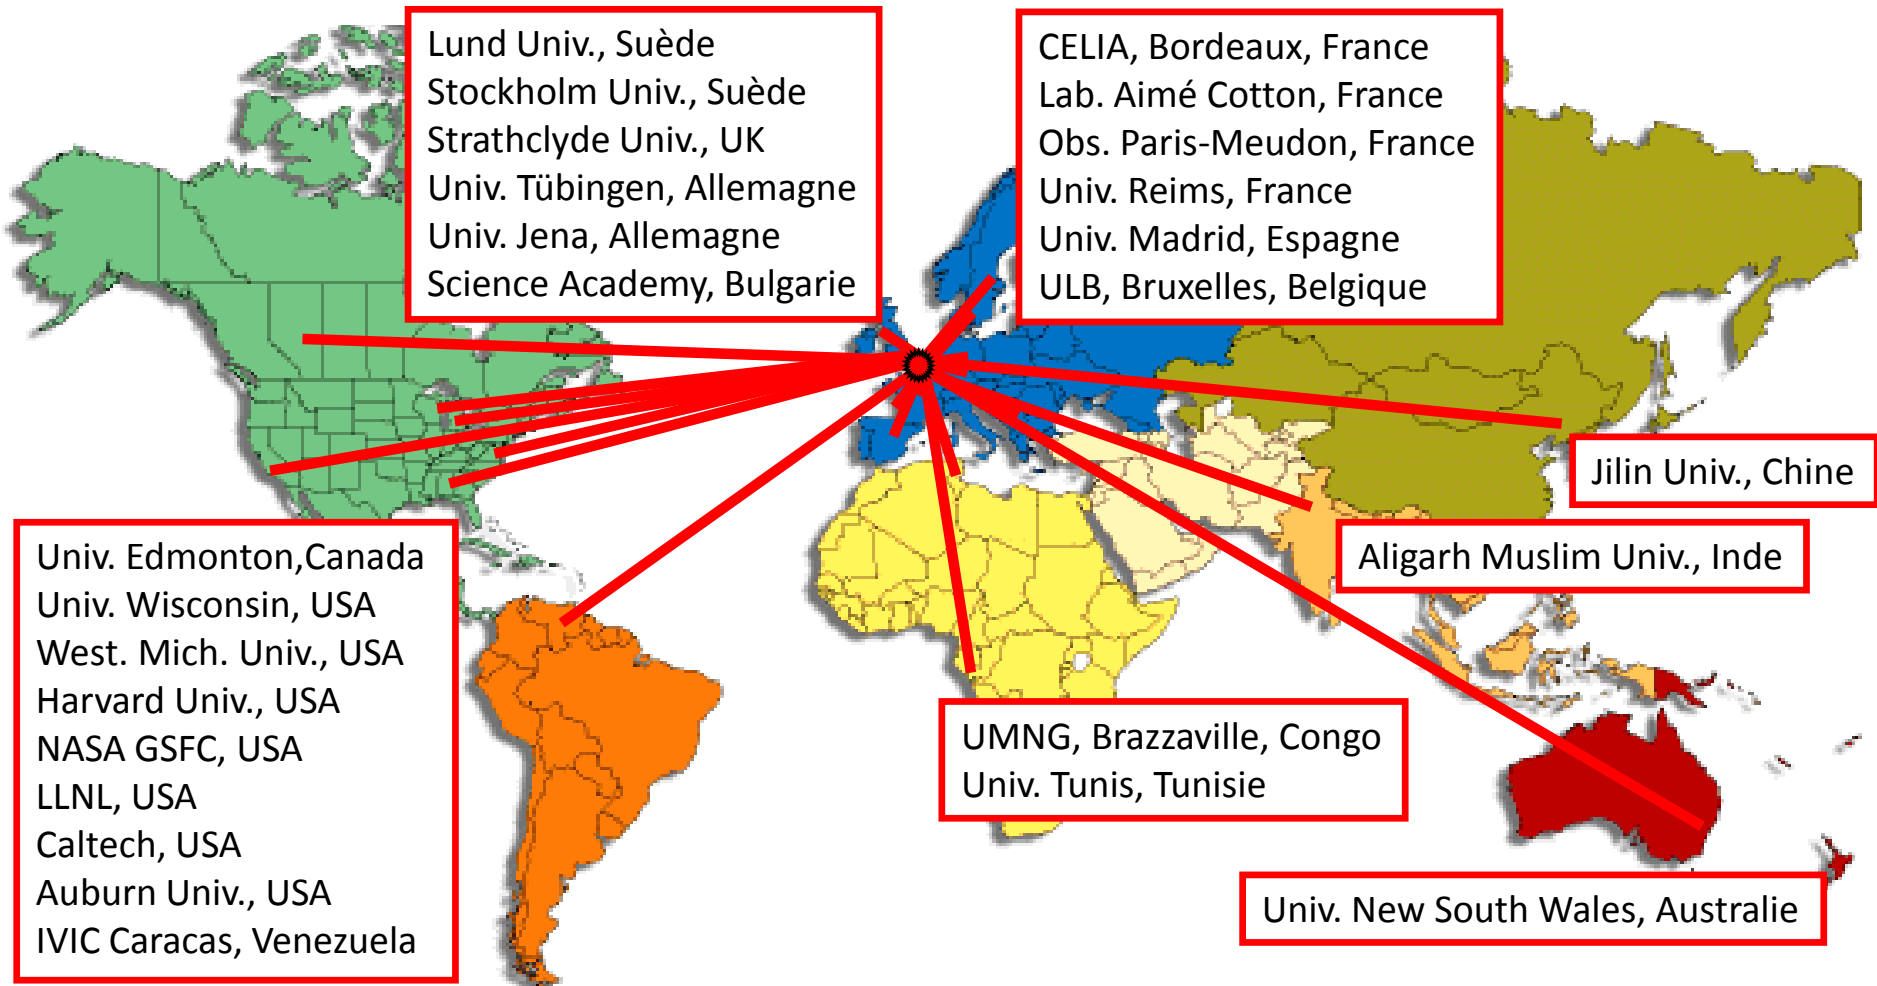 Lund Univ., Suède
Stockholm Univ., Suède
Strathclyde Univ., UK
Univ. Tübingen, Allemagne
Univ. Jena, Allemagne
Science Academy, Bulgarie
CELIA, Bordeaux, France
Lab. Aimé Cotton, France
Obs. Paris-Meudon, France
Univ. Reims, France
Univ. Madrid, Espagne
ULB, Bruxelles, Belgique
Jilin Univ., Chine
Aligarh Muslim Univ., Inde
Univ. Edmonton,Canada
Univ. Wisconsin, USA
West. Mich. Univ., USA
Harvard Univ., USA
NASA GSFC, USA
LLNL, USA
Caltech, USA
Auburn Univ., USA
IVIC Caracas, Venezuela
UMNG, Brazzaville, Congo
Univ. Tunis, Tunisie
Univ. New South Wales, Australie